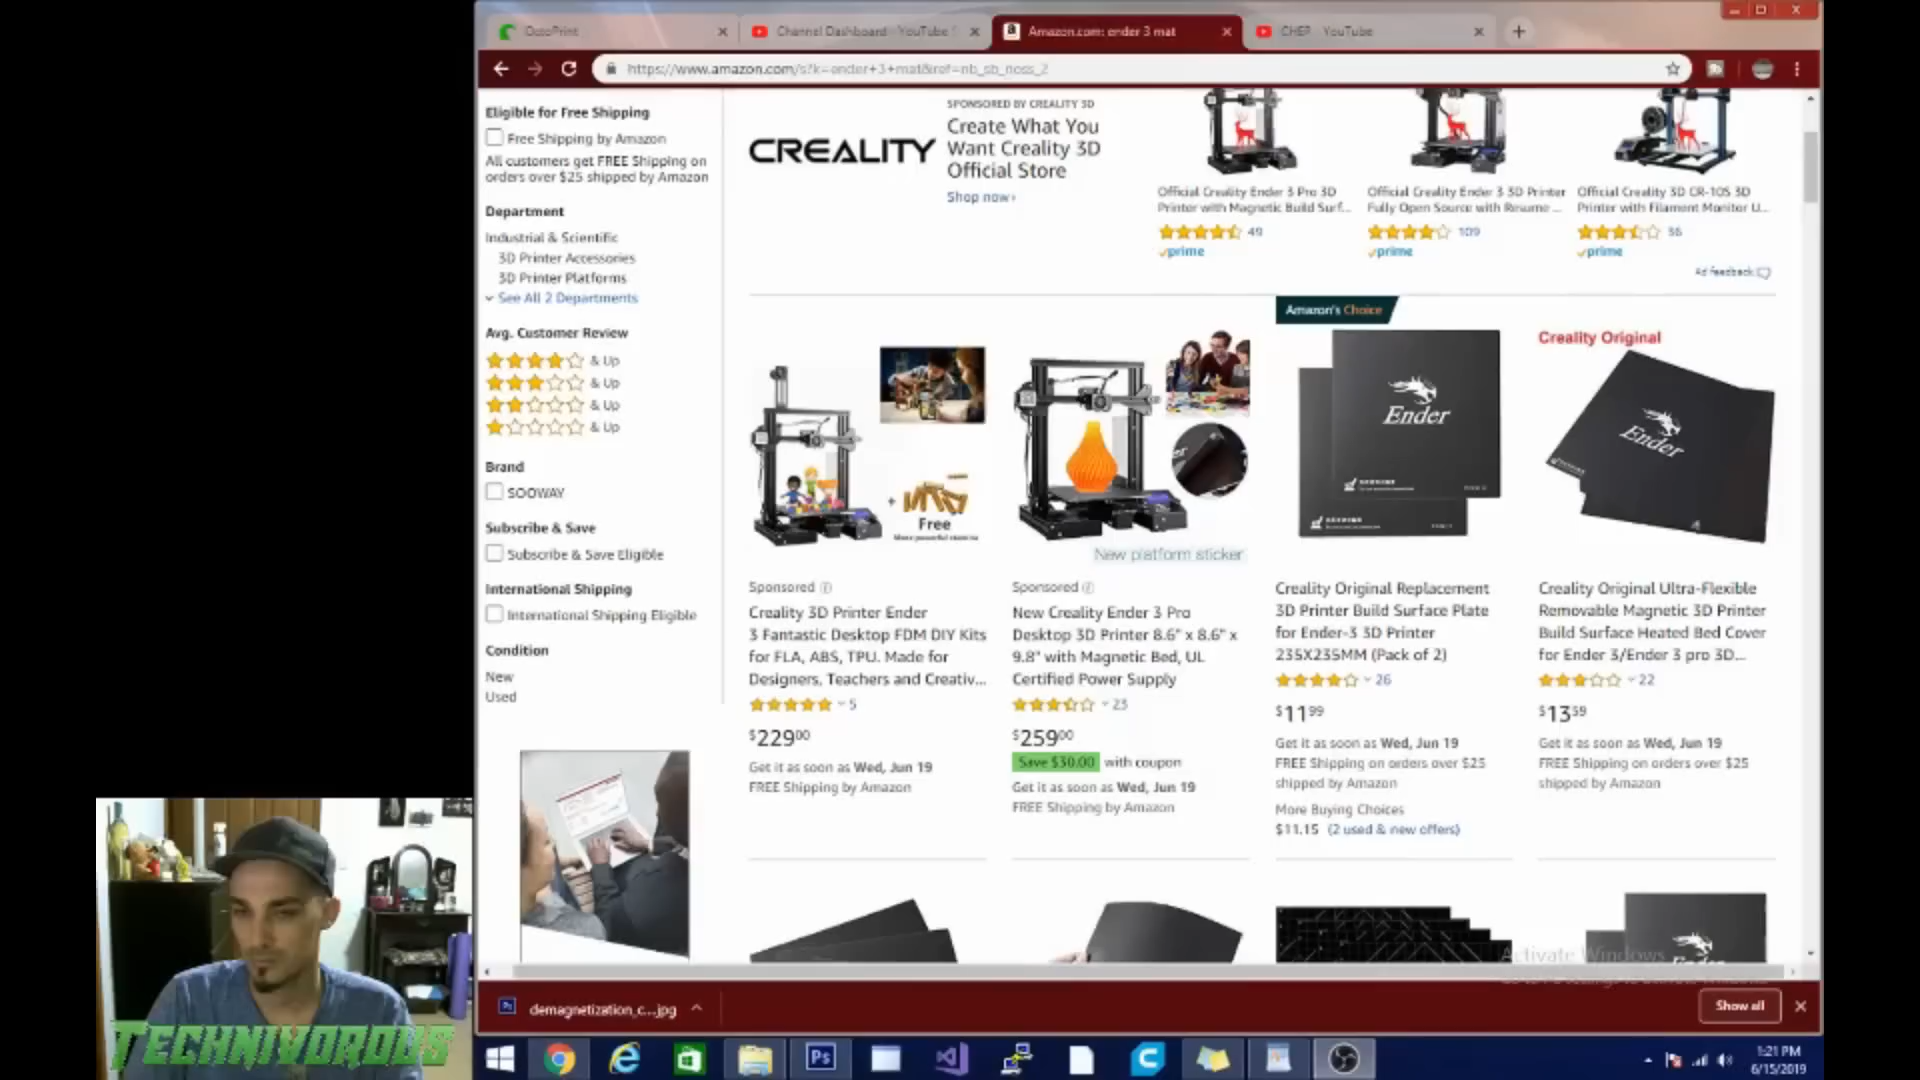 OctoPrint
Channel Dashboard - YouTube S
Amazon.com: ender 3 mat
CHEP - YouTube
https://www.amazon.com/s?k=ender+3+mat&ref=nb_sb_noss_2
Eligible for Free Shipping
Free Shipping by Amazon
All customers get FREE Shipping on
orders over $25 shipped by Amazon
Department
Industrial & Scientific
3D Printer Accessories
3D Printer Platforms
See All 2 Departments
Avg. Customer Review
& Up
& Up
& Up
& Up
Brand
SOOWAY
Subscribe & Save
Subscribe & Save Eligible
International Shipping
International Shipping Eligible
Condition
New
Used
CREALITY
SPONSORED BY CREALITY 3D
Create What You
Want Creality 3D
Official Store
Shop now›
Official Creality Ender 3 Pro 3D
Printer with Magnetic Build Surf...
49
prime
Official Creality Ender 3 3D Printer
Fully Open Source with Resume ...
109
prime
Official Creality 3D CR-10S 3D
Printer with Filament Monitor U...
36
prime
Ad feedback
+
Free
Sponsored
Creality 3D Printer Ender
3 Fantastic Desktop FDM DIY Kits
for FLA, ABS, TPU. Made for
Designers, Teachers and Creativ...
5
$229.00
Get it as soon as Wed, Jun 19
FREE Shipping by Amazon
New platform sticker
Sponsored
New Creality Ender 3 Pro
Desktop 3D Printer 8.6" x 8.6" x
9.8" with Magnetic Bed, UL
Certified Power Supply
23
$259.00
Save $30.00 with coupon
Get it as soon as Wed, Jun 19
FREE Shipping by Amazon
Amazon's Choice
Ender
Creality Original Replacement
3D Printer Build Surface Plate
for Ender-3 3D Printer
235X235MM (Pack of 2)
26
$11.99
Get it as soon as Wed, Jun 19
FREE Shipping on orders over $25
shipped by Amazon
More Buying Choices
$11.15 (2 used & new offers)
Creality Original
Ender
Creality Original Ultra-Flexible
Removable Magnetic 3D Printer
Build Surface Heated Bed Cover
for Ender 3/Ender 3 pro 3D...
22
$13.59
Get it as soon as Wed, Jun 19
FREE Shipping on orders over $25
shipped by Amazon
Ender
Activate Windows
demagnetization_c....jpg
Show all
TECHNIVOROUS
Ps
1:21 PM
6/15/2019